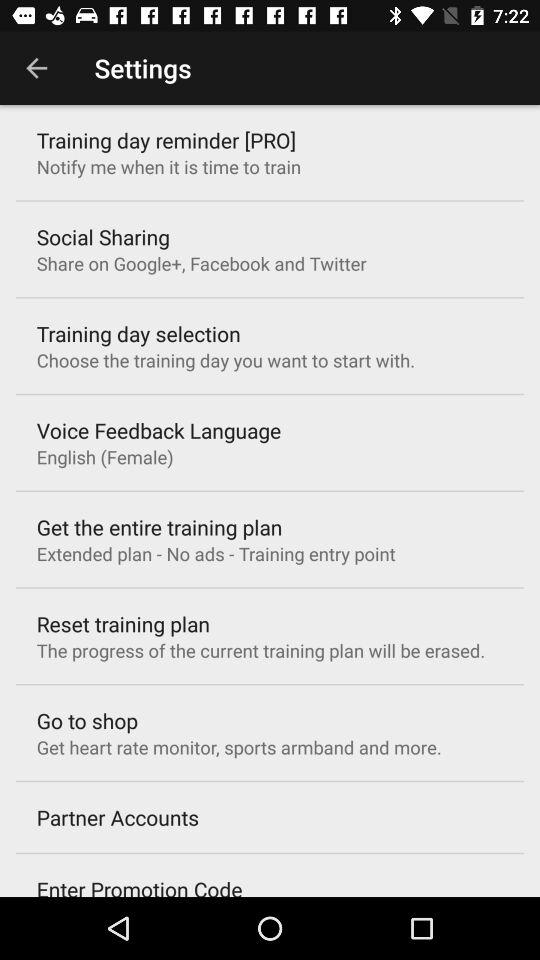 7:22
Settings
Training day reminder [PRO]
Notify me when it is time to train
Social Sharing
Share on Google+, Facebook and Twitter
Training day selection
Choose the training day you want to start with.
Voice Feedback Language
English (Female)
Get the entire training plan
Extended plan - No ads - Training entry point
Reset training plan
The progress of the current training plan will be erased.
Go to shop
Get heart rate monitor, sports armband and more.
Partner Accounts
Enter Promotion Code